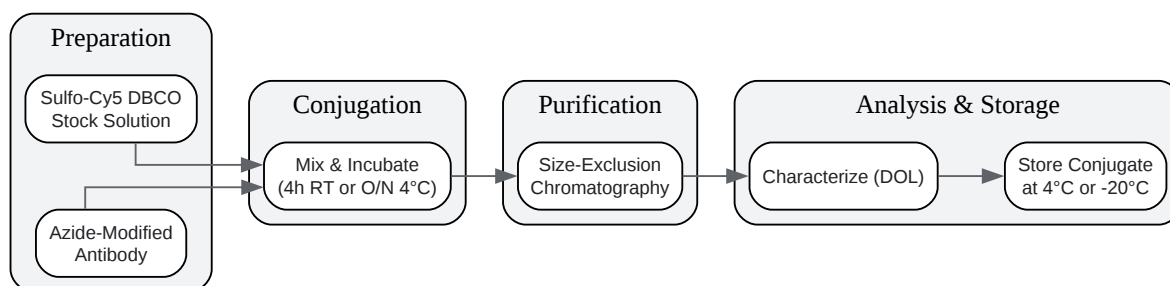 Preparation
Sulfo-Cy5 DBCO
Stock Solution
Azide-Modified
Antibody
Conjugation
Mix & Incubate
(4h RT or O/N 4°C)
Purification
Size-Exclusion
Chromatography
Analysis & Storage
Characterize (DOL)
Store Conjugate
at 4°C or -20°C